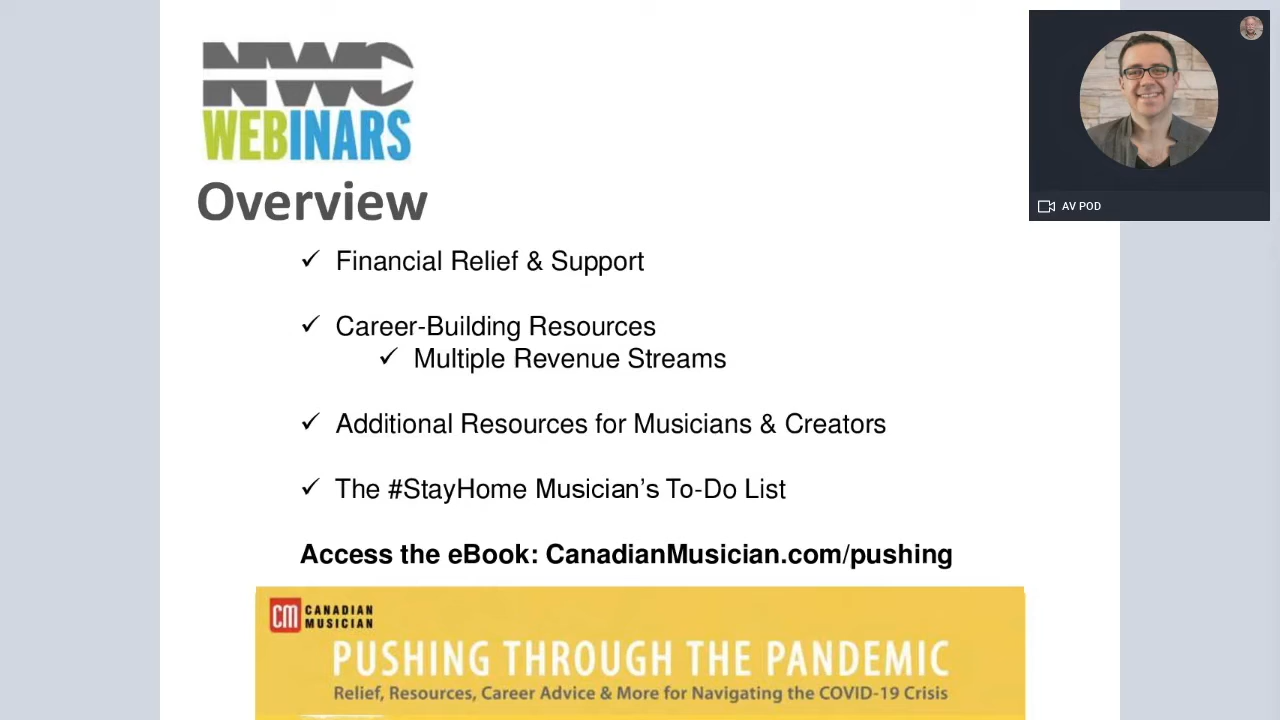 NWC
WEBINARS
AV POD
Overview
✓ Financial Relief & Support
✓ Career-Building Resources
✓ Multiple Revenue Streams
✓ Additional Resources for Musicians & Creators
✓ The #StayHome Musician’s To-Do List
Access the eBook: CanadianMusician.com/pushing
CM CANADIAN
MUSICIAN
PUSHING THROUGH THE PANDEMIC
Relief, Resources, Career Advice & More for Navigating the COVID-19 Crisis